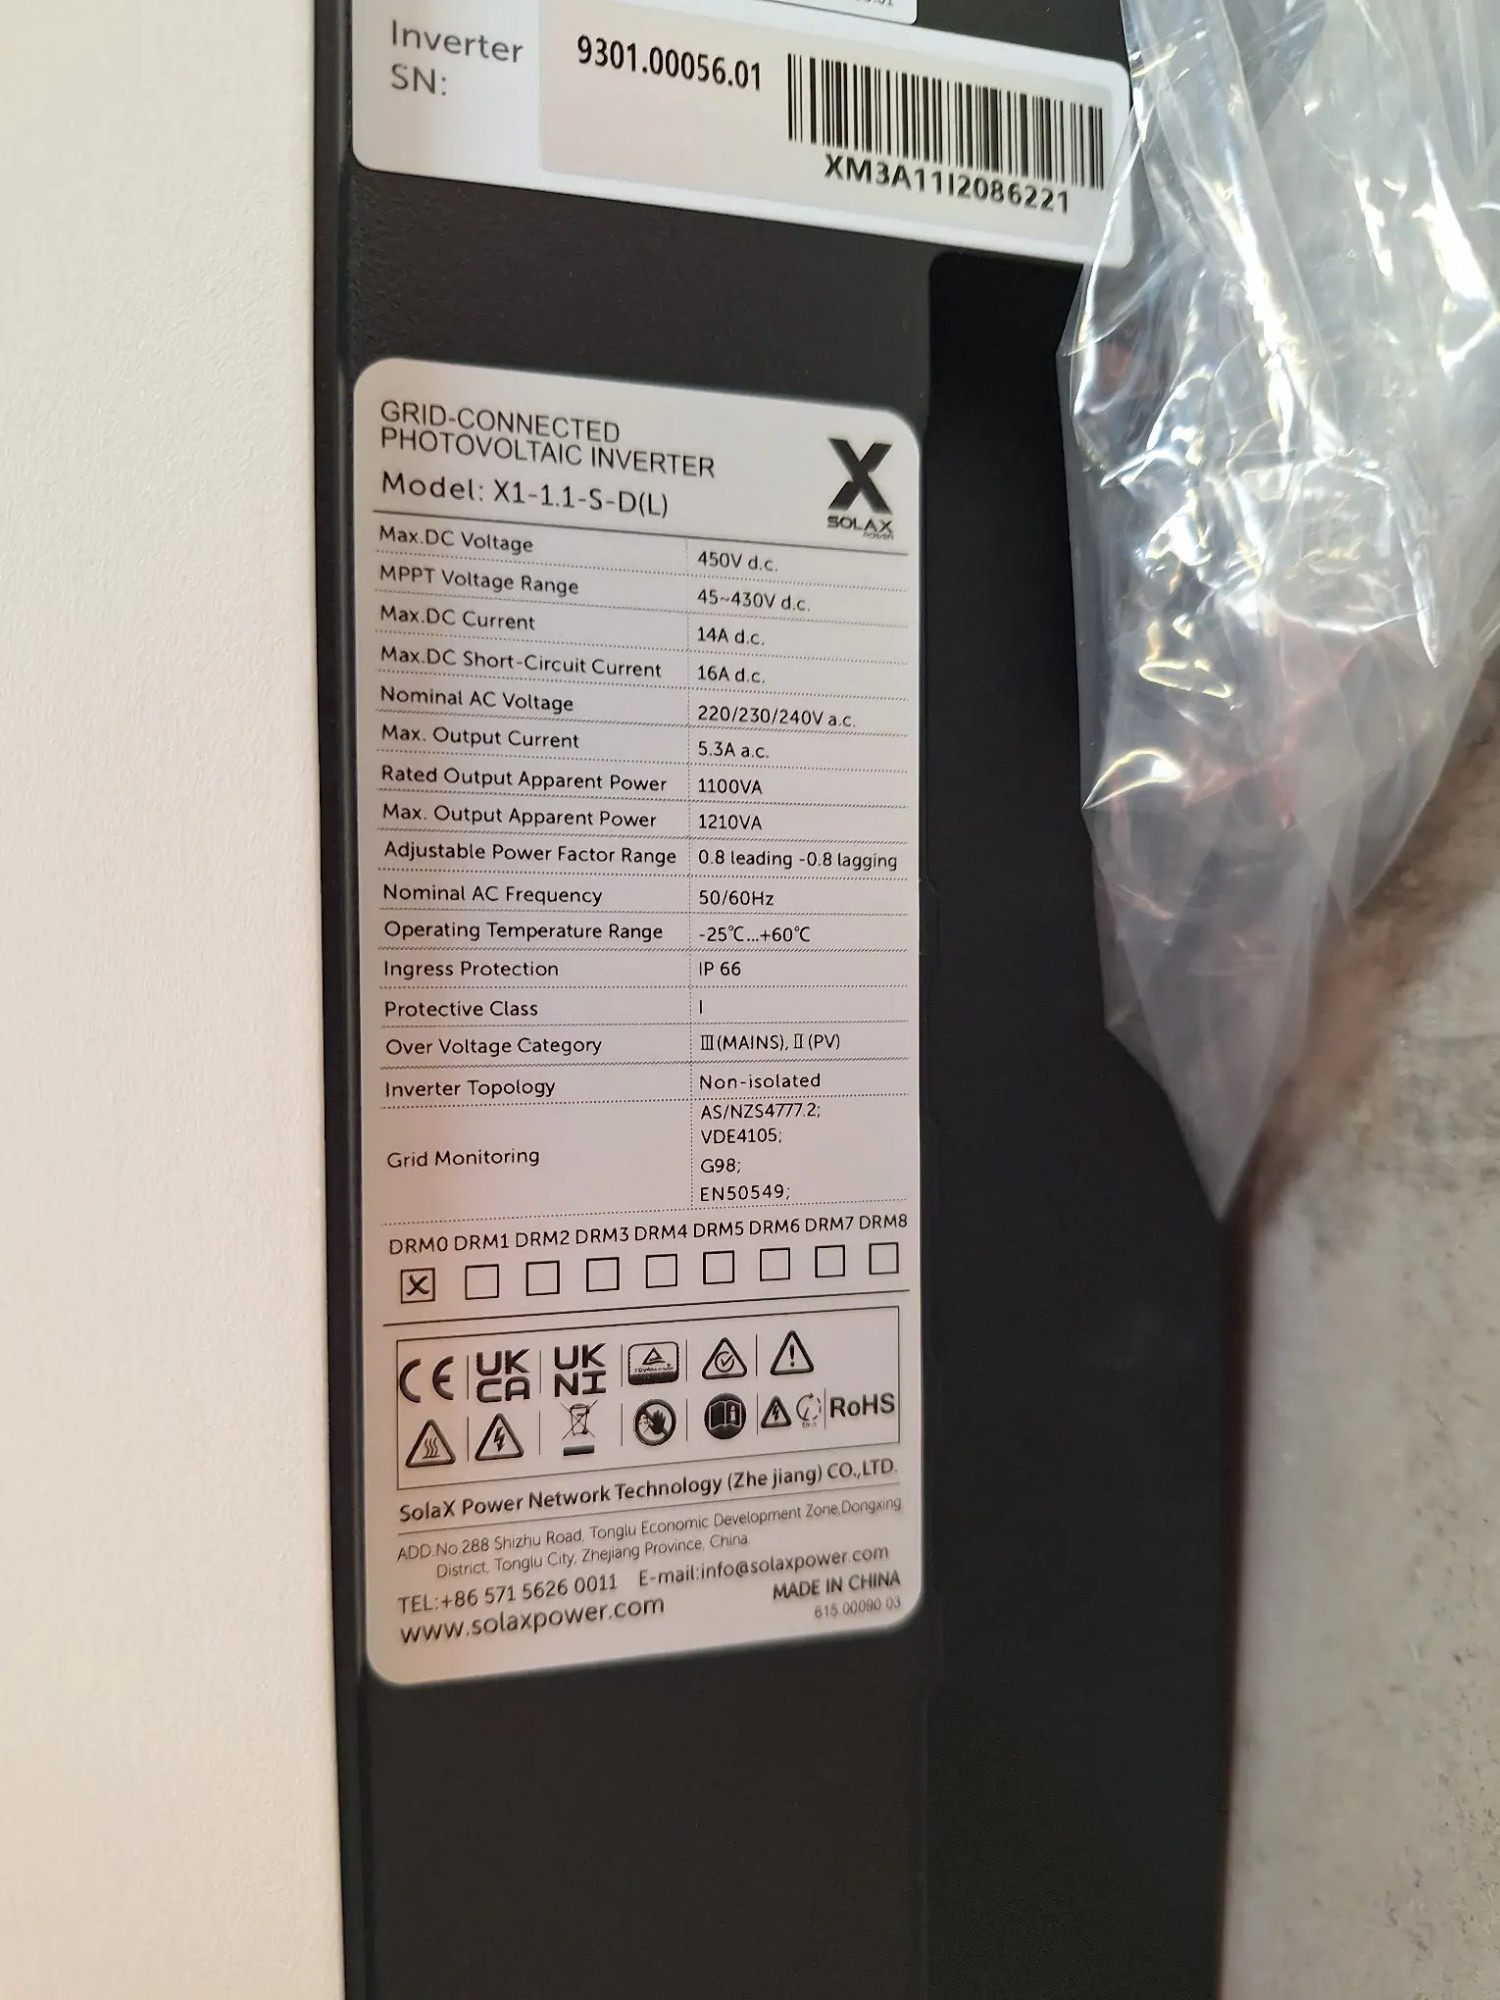 Inverter
SN:
9301.00056.01
XM3A11I2086221
GRID-CONNECTED
PHOTOVOLTAIC INVERTER
Model: X1-1.1-S-D(L)
SOLAX
POWER
Max.DC Voltage 450V d.c.
MPPT Voltage Range 45~430V d.c.
Max.DC Current 14A d.c.
Max.DC Short-Circuit Current 16A d.c.
Nominal AC Voltage 220/230/240V a.c.
Max. Output Current 5.3A a.c.
Rated Output Apparent Power 1100VA
Max. Output Apparent Power 1210VA
Adjustable Power Factor Range 0.8 leading -0.8 lagging
Nominal AC Frequency 50/60Hz
Operating Temperature Range -25℃...+60℃
Ingress Protection IP 66
Protective Class I
Over Voltage Category Ⅲ(MAINS), Ⅱ(PV)
Inverter Topology Non-isolated
Grid Monitoring
AS/NZS4777.2;
VDE4105;
G98;
EN50549;
DRM0 DRM1 DRM2 DRM3 DRM4 DRM5 DRM6 DRM7 DRM8
X
CE UK CA UK NI
RoHS
SolaX Power Network Technology (Zhe jiang) CO.,LTD.
ADD.No.288 Shizhu Road, Tonglu Economic Development Zone,Dongxing
District, Tonglu City, Zhejiang Province, China.
TEL:+86 571 5626 0011 E-mail:info@solaxpower.com
www.solaxpower.com MADE IN CHINA
615.00090.03